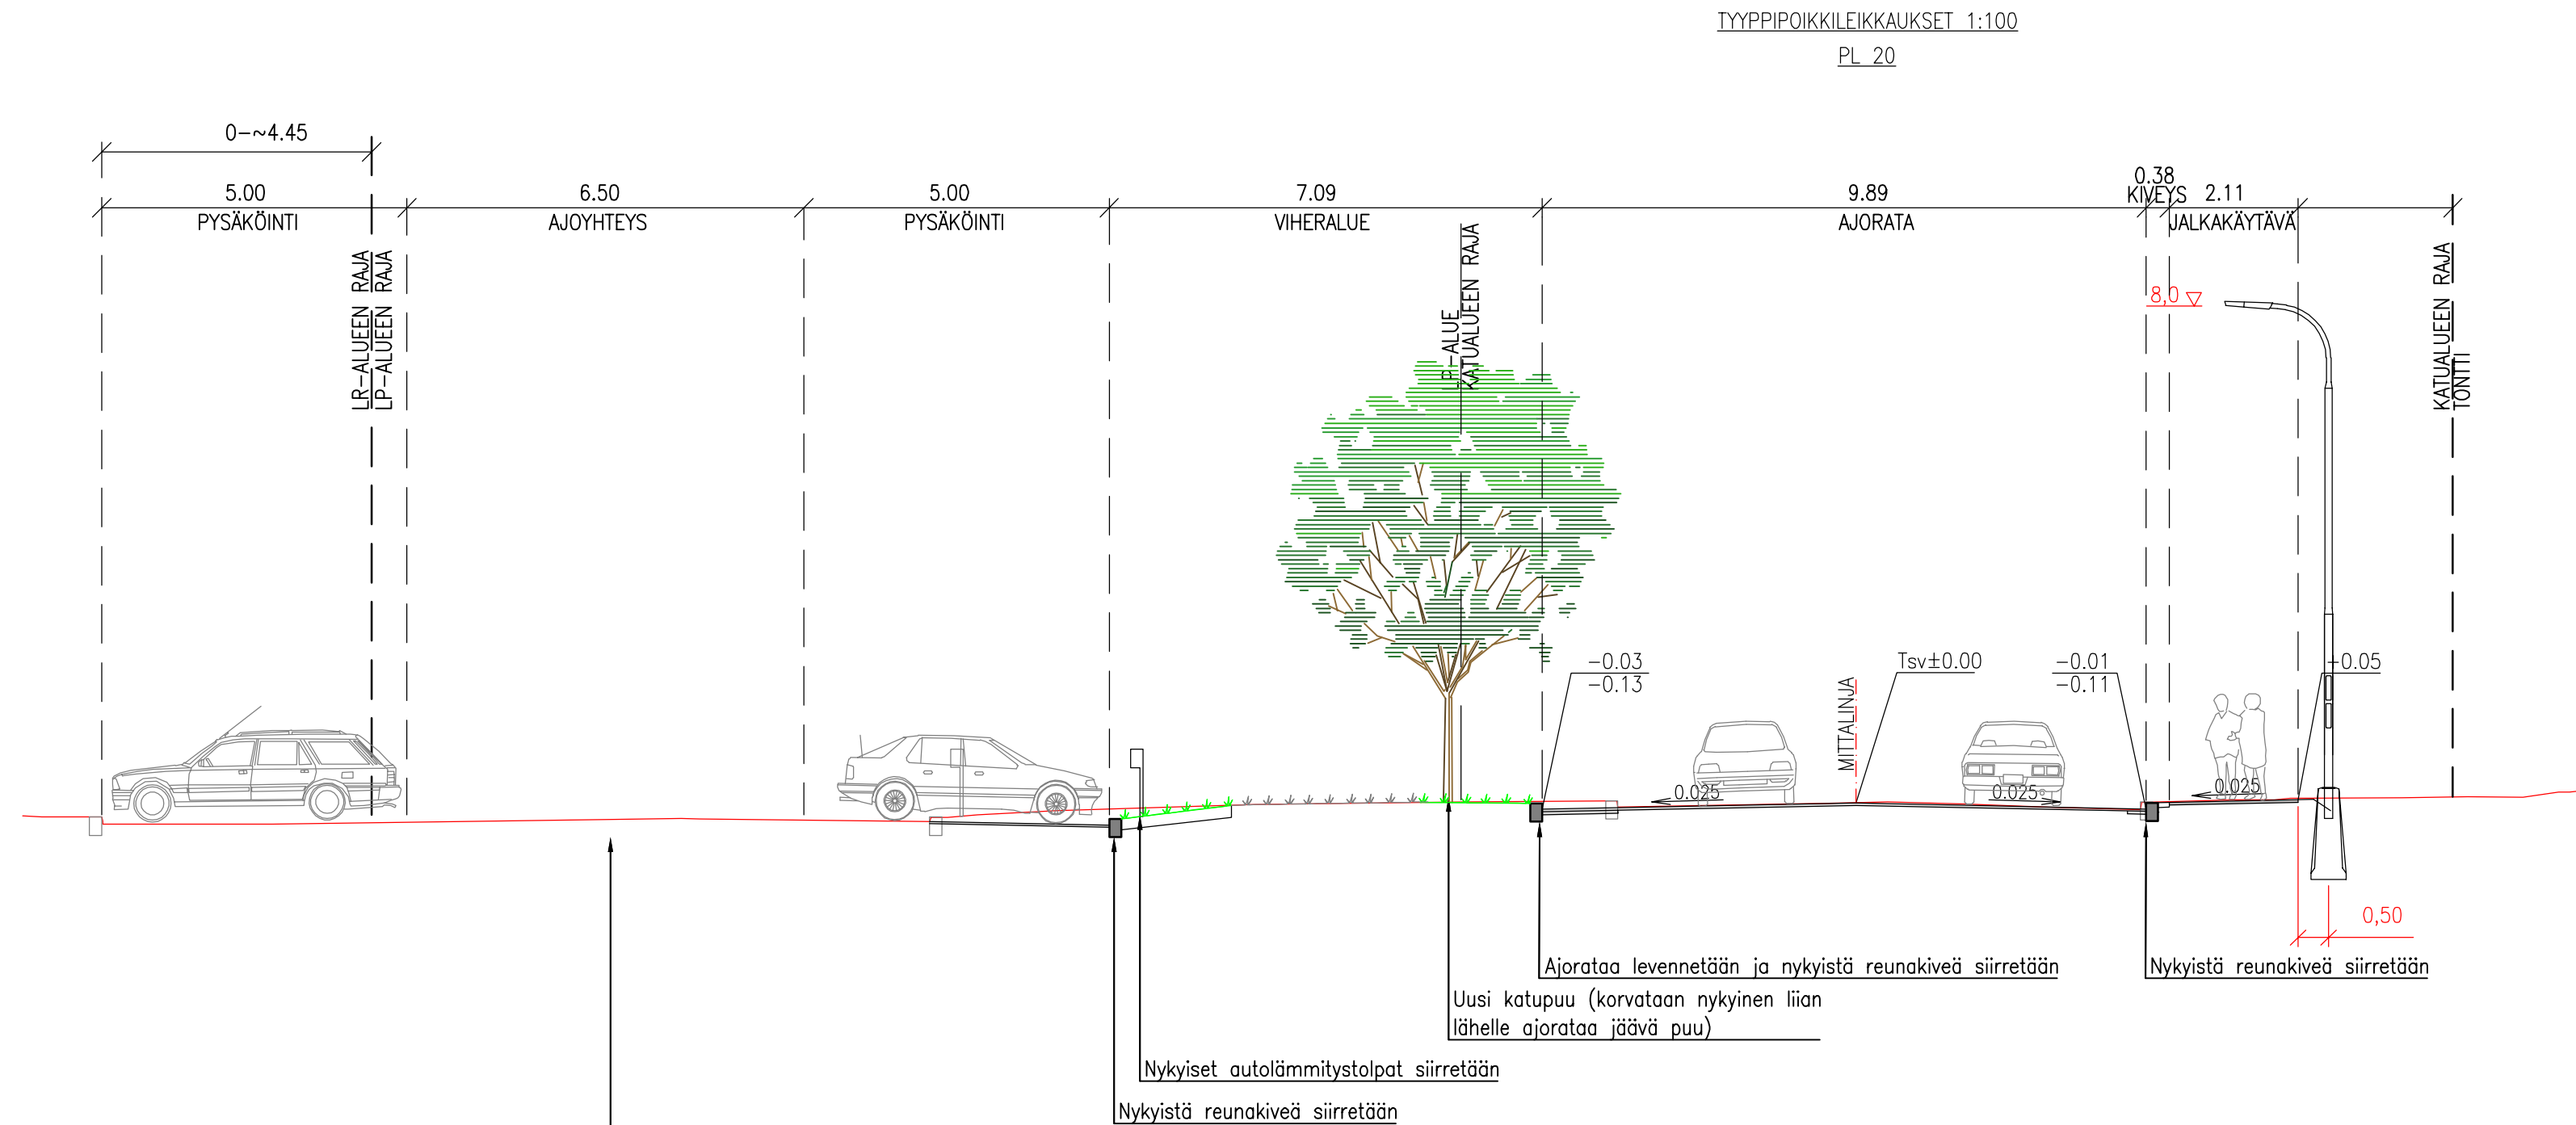 TYYPPIPOIKKILEIKKAUKSET 1:100
PL 20
0-~4.45
5.00
PYSÄKÖINTI
6.50
AJOYHTEYS
5.00
PYSÄKÖINTI
7.09
VIHERALUE
9.89
AJORATA
0.38
KIVEYS
2.11
JALKAKÄYTÄVÄ
LR-ALUEEN RAJA
LP-ALUEEN RAJA
LP-ALUE
KATUALUEEN RAJA
KATUALUEEN RAJA
TONTTI
8,0
-0.03
-0.13
MITTALINJA
Tsv±0.00
-0.01
-0.11
+0.05
0.025
0.025
0.025
0,50
Ajorataa levennetään ja nykyistä reunakiveä siirretään
Nykyistä reunakiveä siirretään
Uusi katupuu (korvataan nykyinen liian
lähelle ajorataa jäävä puu)
Nykyiset autolämmitystolpat siirretään
Nykyistä reunakiveä siirretään